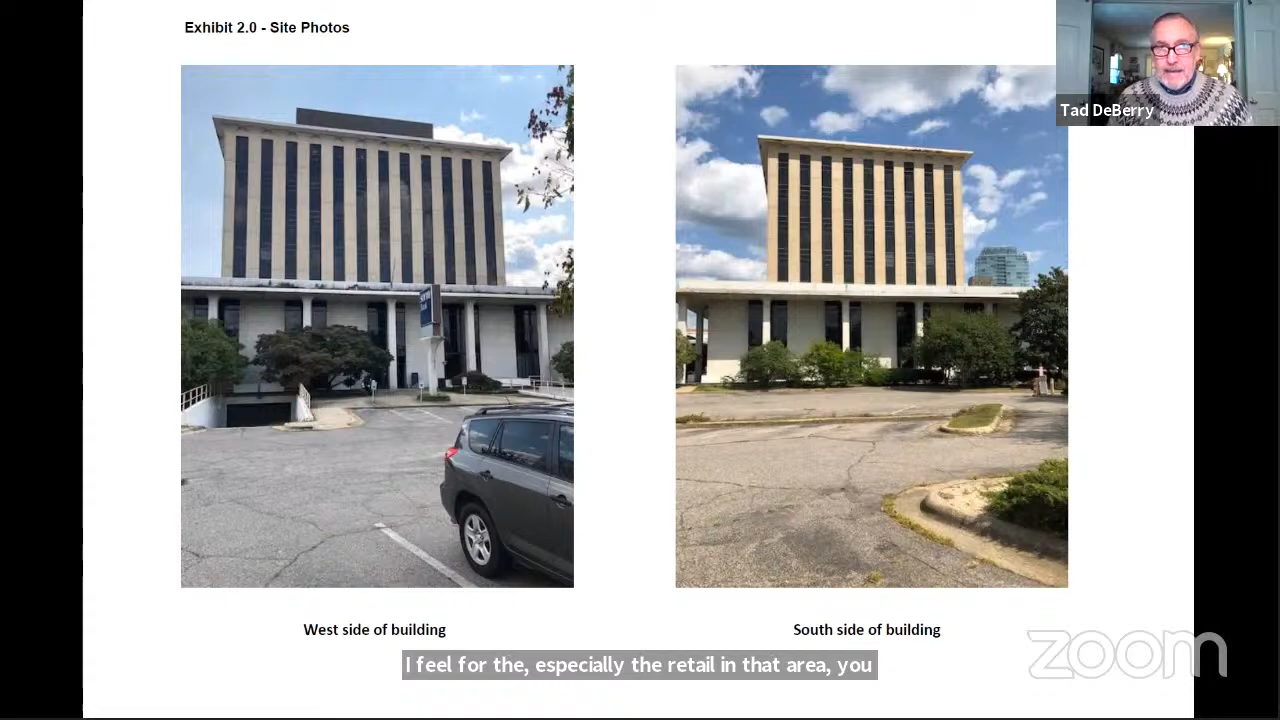 Exhibit 2.0 - Site Photos
Tad DeBerry
West side of building
South side of building
I feel for the, especially the retail in that area, you
zoom